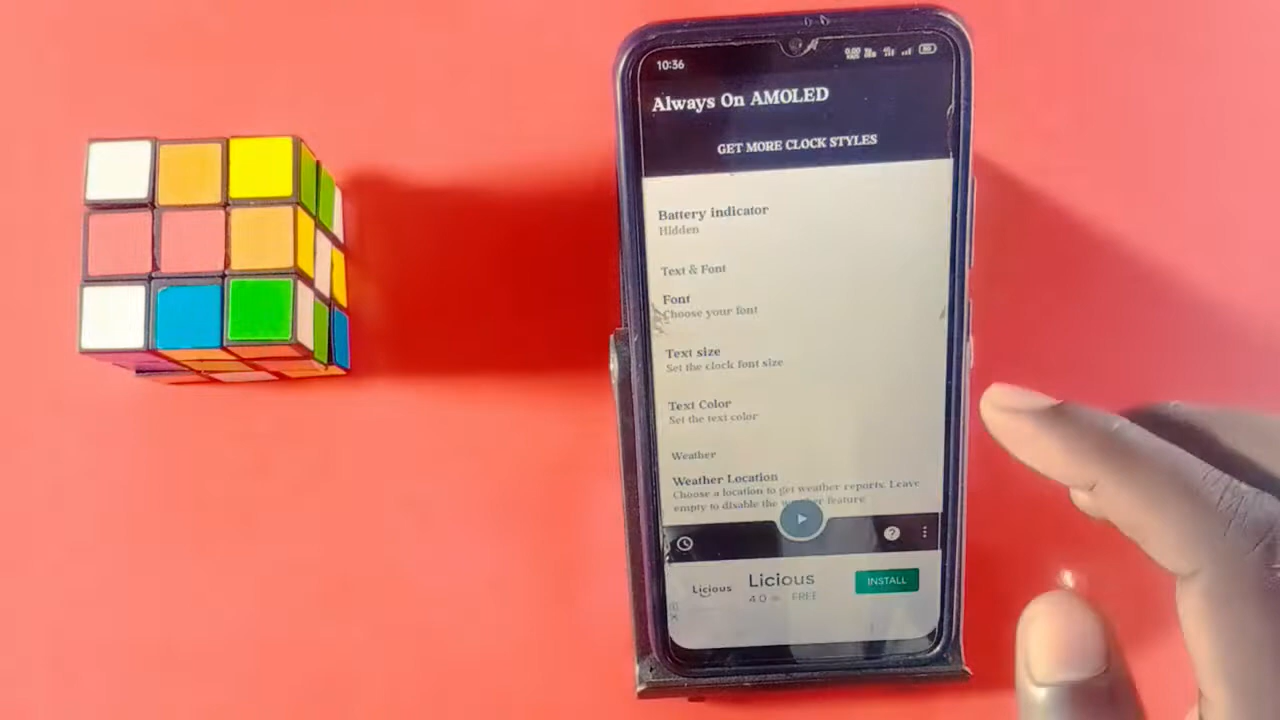 10:36
Always On AMOLED
GET MORE CLOCK STYLES
Battery indicator
Hidden
Text & Font
Font
Choose your font
Text size
Set the clock font size
Text Color
Set the text color
Weather
Weather Location
Choose a location to get weather reports. Leave
empty to disable the weather feature
Licious
Licious
4.0 FREE
INSTALL